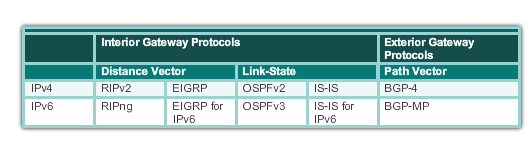 Interior Gateway Protocols Exterior Gateway
Protocols
Distance Vector Link-State Path Vector
IPv4 RIPv2 EIGRP OSPFv2 IS-IS BGP-4
IPv6 RIPng EIGRP for OSPFv3 IS-IS for BGP-MP
IPv6 IPv6